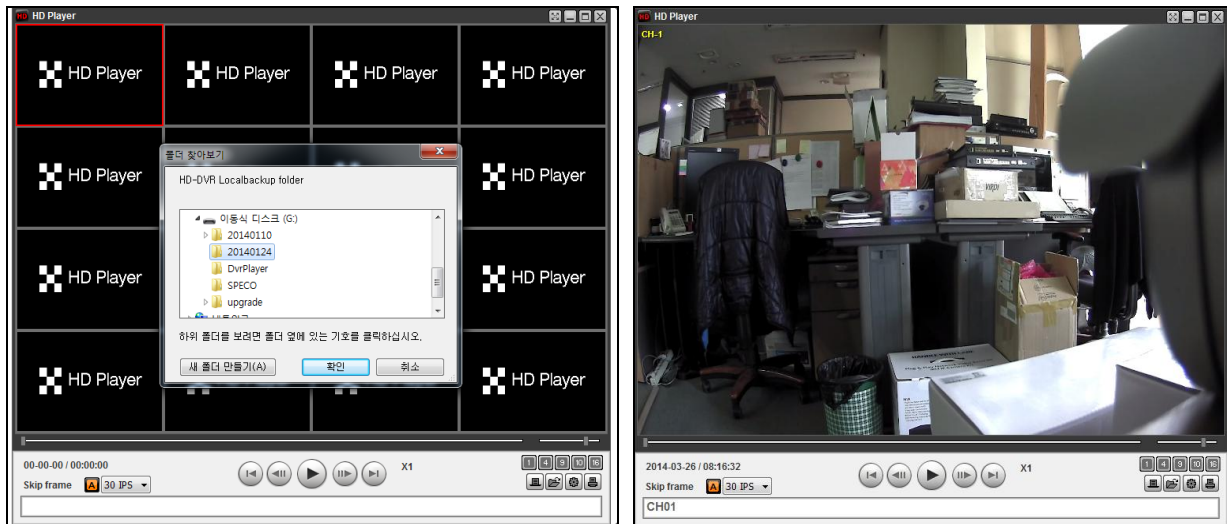 HD Player
HD Player HD Player HD Player HD Player
HD Player HD Player
HD Player HD Player
HD Player HD Player
폴더 찾아보기
HD-DVR Localbackup folder
이동식 디스크 (G:)
20140110
20140124
DvrPlayer
SPECO
upgrade
하위 폴더를 보려면 폴더 옆에 있는 기호를 클릭하십시오.
새 폴더 만들기(A) 확인 취소
00-00-00 / 00:00:00 X1 1 4 9 10 16
Skip frame A 30 IPS
HD Player
CH-1
2014-03-26 / 08:16:32 X1 1 4 9 10 16
Skip frame A 30 IPS
CH01